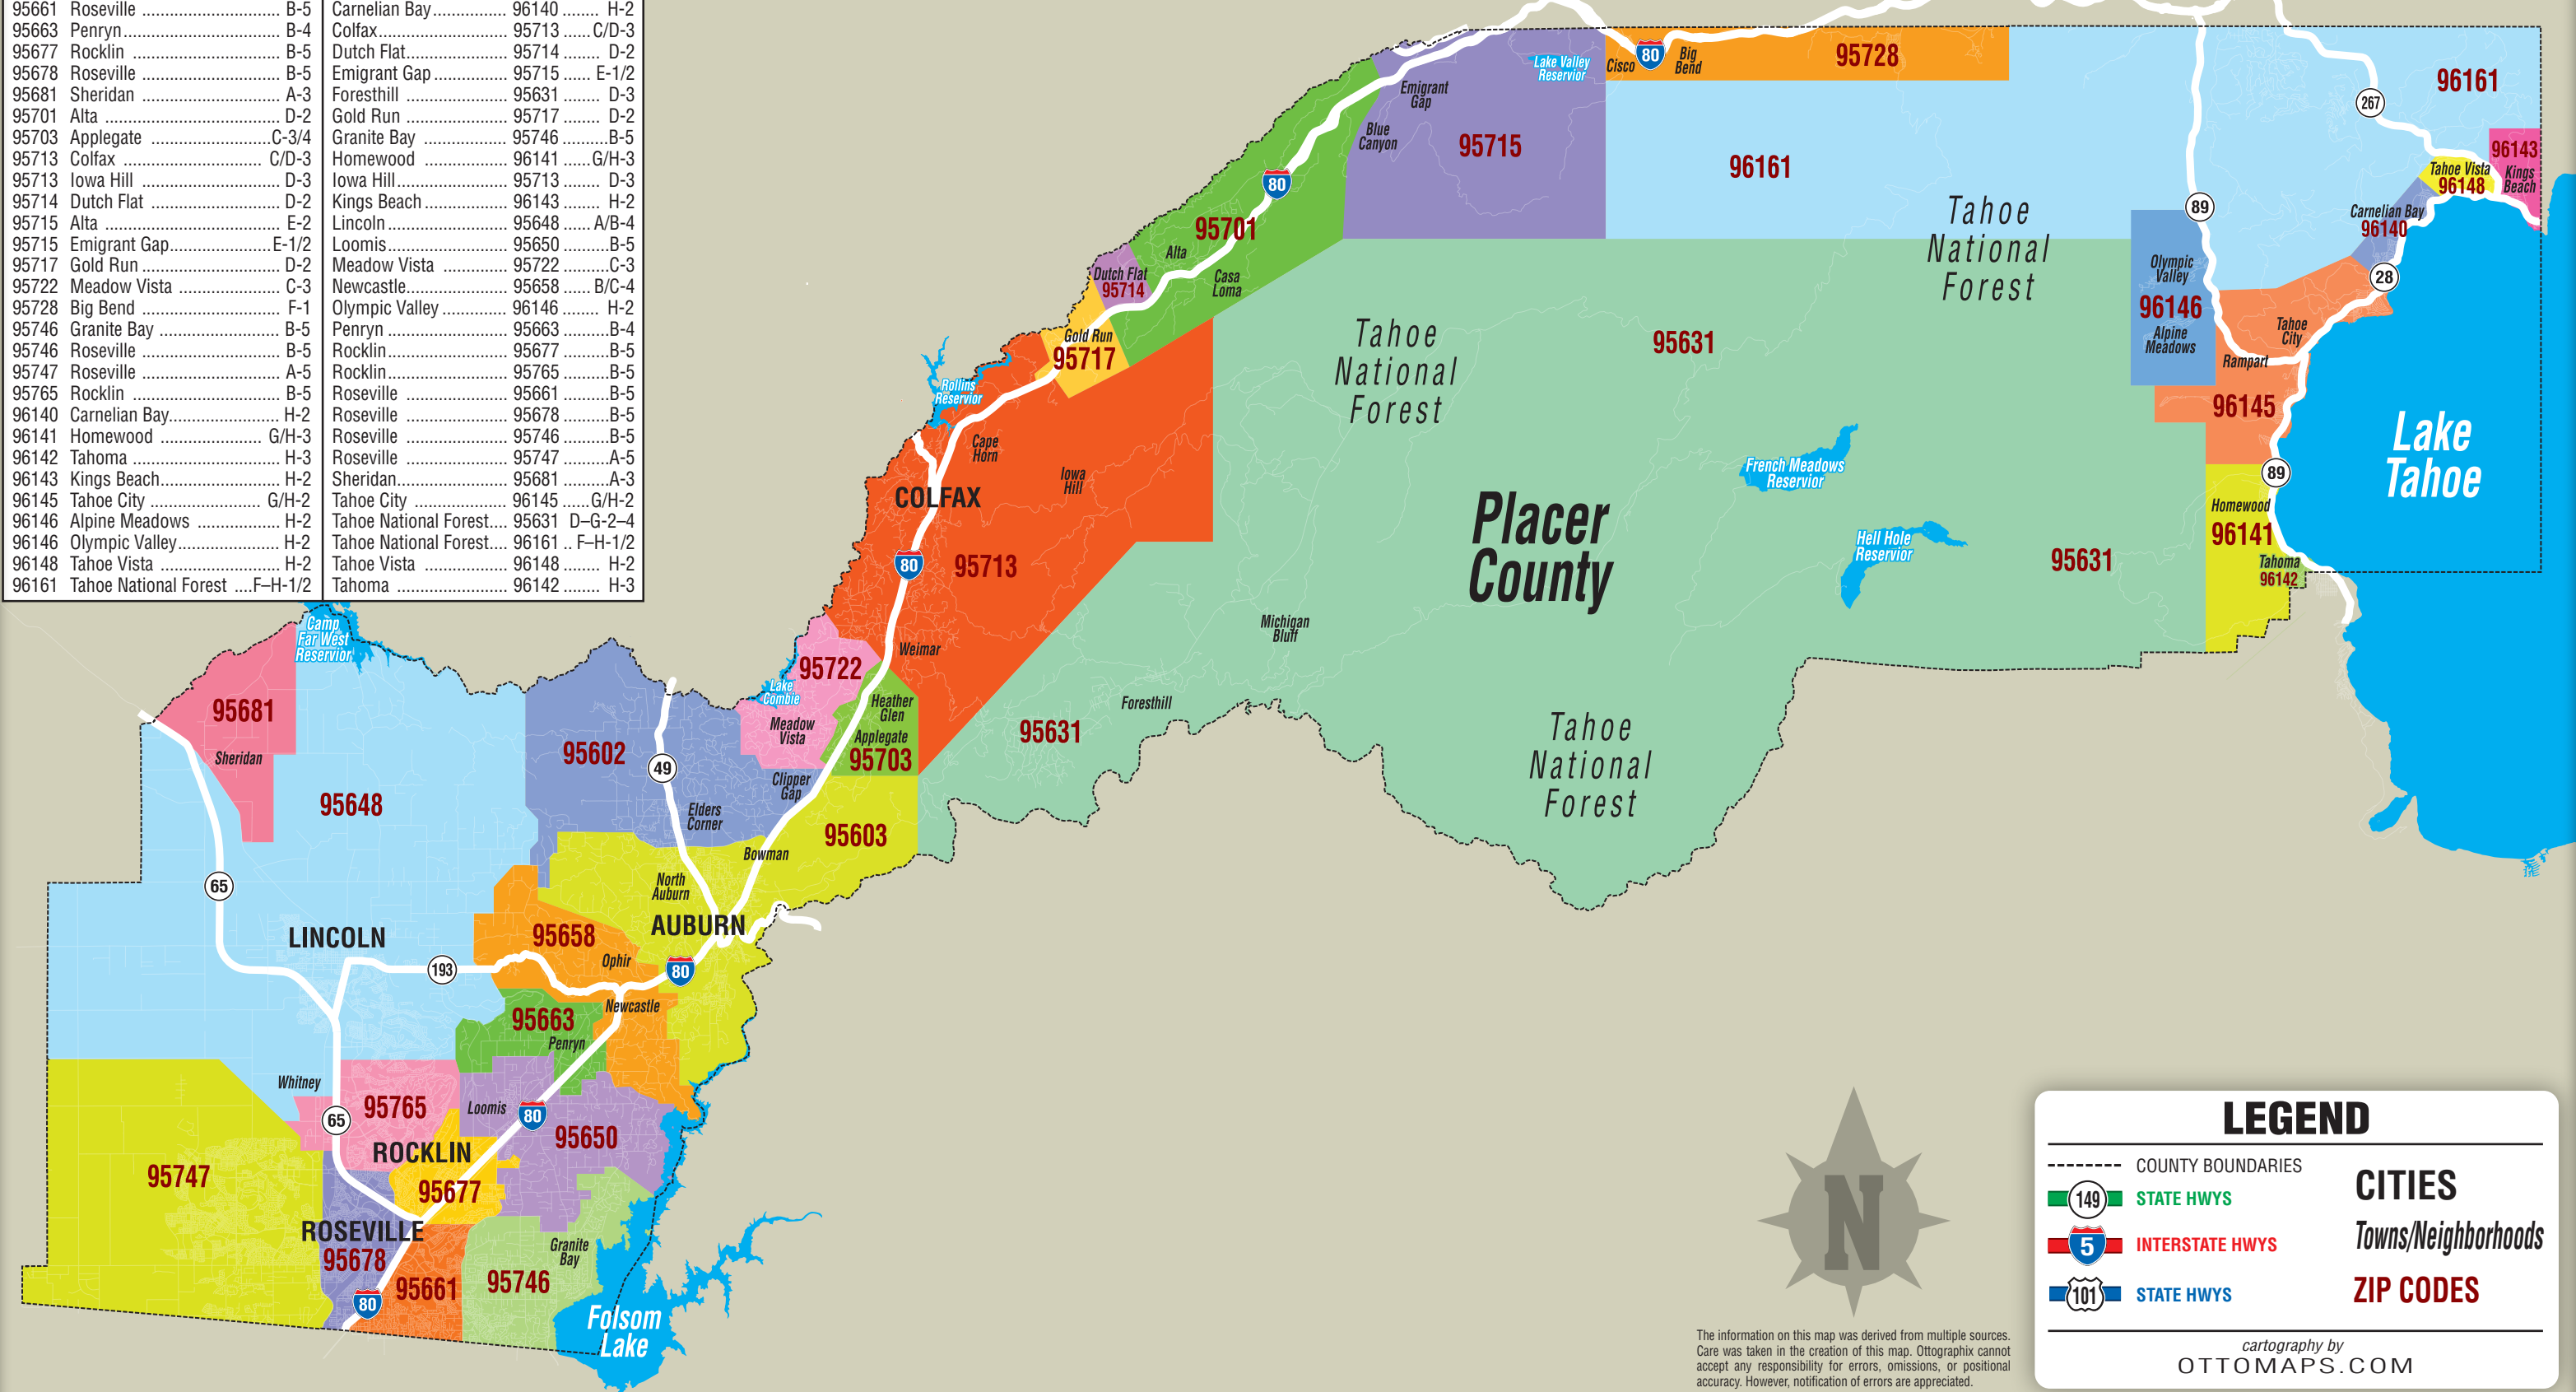 95661 Roseville ............................. B-5
95663 Penryn................................. B-4
95677 Rocklin ............................... B-5
95678 Roseville ............................. B-5
95681 Sheridan .............................. A-3
95701 Alta .................................. D-2
95703 Applegate .........................C-3/4
95713 Colfax ............................ C/D-3
95713 Iowa Hill ............................. D-3
95714 Dutch Flat ............................ D-2
95715 Alta .................................. E-2
95715 Emigrant Gap......................E-1/2
95717 Gold Run .............................. D-2
95722 Meadow Vista ...................... C-3
95728 Big Bend .............................. F-1
95746 Granite Bay .......................... B-5
95746 Roseville ............................. B-5
95747 Roseville ............................. A-5
95765 Rocklin ............................... B-5
96140 Carnelian Bay........................ H-2
96141 Homewood ...................... G/H-3
96142 Tahoma ............................... H-3
96143 Kings Beach.......................... H-2
96145 Tahoe City ....................... G/H-2
96146 Alpine Meadows .................. H-2
96146 Olympic Valley...................... H-2
96148 Tahoe Vista .......................... H-2
96161 Tahoe National Forest ....F–H-1/2
Carnelian Bay................ 96140 ........ H-2
Colfax........................... 95713 ......C/D-3
Dutch Flat..................... 95714 ........ D-2
Emigrant Gap............... 95715 ...... E-1/2
Foresthill ..................... 95631 ........ D-3
Gold Run ..................... 95717 ........ D-2
Granite Bay .................. 95746 .........B-5
Homewood .................. 96141 ......G/H-3
Iowa Hill....................... 95713 ........ D-3
Kings Beach................. 96143 ........ H-2
Lincoln......................... 95648 ...... A/B-4
Loomis......................... 95650 .........B-5
Meadow Vista .............. 95722 .........C-3
Newcastle..................... 95658 ...... B/C-4
Olympic Valley.............. 96146 ........ H-2
Penryn ......................... 95663 .........B-4
Rocklin......................... 95677 .........B-5
Rocklin......................... 95765 .........B-5
Roseville ...................... 95661 .........B-5
Roseville ...................... 95678 .........B-5
Roseville ...................... 95746 .........B-5
Roseville ...................... 95747 .........A-5
Sheridan ...................... 95681 .........A-3
Tahoe City .................... 96145 ......G/H-2
Tahoe National Forest.... 95631 D–G-2–4
Tahoe National Forest.... 96161 .. F–H-1/2
Tahoe Vista .................. 96148 ........ H-2
Tahoma ........................ 96142 ........ H-3
Lake Valley
Reservior
Cisco
80
Big
Bend
95728
96161
267
Emigrant
Gap
Blue
Canyon
95715
96161
96143
Kings
Beach
Tahoe Vista
96148
80
89
Tahoe
National
Forest
Carnelian Bay
96140
95701
Alta
Casa
Loma
Dutch Flat
95714
Olympic
Valley
96146
Alpine
Meadows
28
Gold Run
95717
Tahoe
National
Forest
95631
Tahoe
City
Rampart
96145
Rollins
Reservior
Cape
Horn
Iowa
Hill
COLFAX
Lake
Tahoe
French Meadows
Reservior
89
Placer
County
Homewood
96141
Hell Hole
Reservior
95631
Tahoma
96142
80
95713
Michigan
Bluff
Camp
Far West
Reservior
Weimar
95722
Lake
Combie
Meadow
Vista
Heather
Glen
Applegate
95703
Foresthill
95631
95681
Sheridan
95602
49
Tahoe
National
Forest
Clipper
Gap
95648
Elders
Corner
95603
Bowman
65
North
Auburn
AUBURN
LINCOLN
95658
193
Ophir
80
Newcastle
95663
Penryn
Whitney
95765
65
Loomis
80
95650
ROCKLIN
95747
95677
ROSEVILLE
95678
Granite
Bay
95661
95746
80
Folsom
Lake
N
The information on this map was derived from multiple sources.
Care was taken in the creation of this map. Ottographix cannot
accept any responsibility for errors, omissions, or positional
accuracy. However, notification of errors are appreciated.
LEGEND
COUNTY BOUNDARIES
149 STATE HWYS
5 INTERSTATE HWYS
101 STATE HWYS
CITIES
Towns/Neighborhoods
ZIP CODES
cartography by
OTTOMAPS.COM